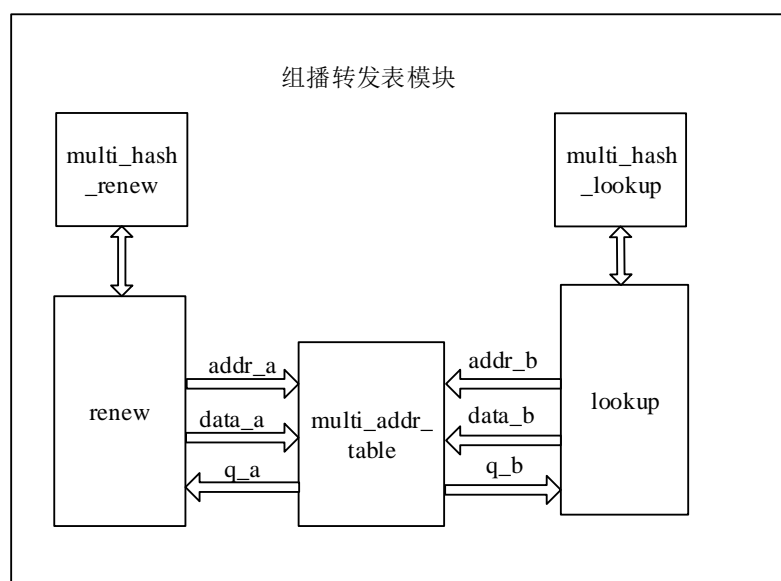 组播转发表模块
multi_hash
_renew
multi_hash
_lookup
addr_a
addr_b
renew
data_a
multi_addr_
table
data_b
lookup
q_a
q_b